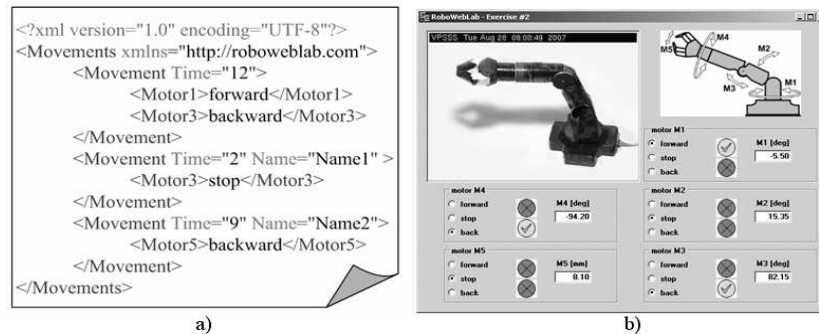 <?xml version="1.0" encoding="UTF-8"?>
<Movements xmlns="http://roboweblab.com">
<Movement Time="12">
<Motor1>forward</Motor1>
<Motor3>backward</Motor3>
</Movement>
<Movement Time="2" Name="Name1" >
<Motor3>stop</Motor3>
</Movement>
<Movement Time="9" Name="Name2">
<Motor5>backward</Motor5>
</Movement>
</Movements>
a)
RoboWebLab - Exercise #2
VPSSS Tue Aug 28 08:00:49 2007
M5
M4
M2
M3
M1
motor M1
forward
stop
back
M1 [deg]
-5.50
motor M4
forward
stop
back
M4 [deg]
-94.20
motor M2
forward
stop
back
M2 [deg]
15.35
motor M5
forward
stop
back
M5 [mm]
8.10
motor M3
forward
stop
back
M3 [deg]
82.15
b)